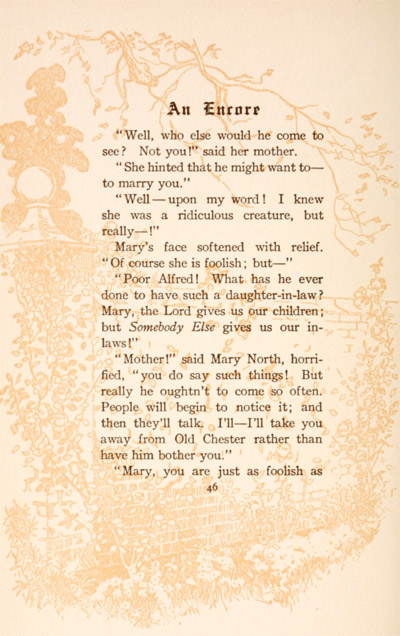 An Encore
"Well, who else would he come to
see? Not you!" said her mother.
"She hinted that he might want to—
to marry you."
"Well—upon my word! I knew
she was a ridiculous creature, but
really—!"
Mary's face softened with relief.
"Of course she is foolish; but—"
"Poor Alfred! What has he ever
done to have such a daughter-in-law?
Mary, the Lord gives us our children;
but Somebody Else gives us our in-
laws!"
"Mother!" said Mary North, horri-
fied, "you do say such things! But
really he oughtn't to come so often.
People will begin to notice it; and
then they'll talk. I'll—I'll take you
away from Old Chester rather than
have him bother you."
"Mary, you are just as foolish as
46